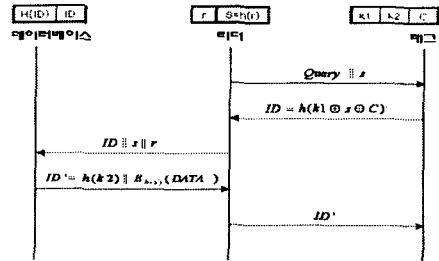 H(ID) ID
r S=h(r)
k1 k2 C
데이터베이스
리더
태그
Query || s
ID = h(k1 ⊕ s ⊕ C)
ID || s || r
ID' = h(k2) ||
(DATA)
ID'